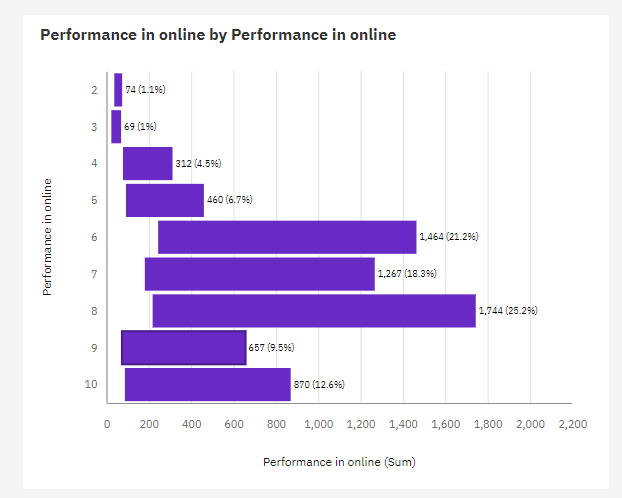 Performance in online by Performance in online
Performance in online
2 74 (1.1%)
3 69 (1%)
4 312 (4.5%)
5 460 (6.7%)
6 1,464 (21.2%)
7 1,267 (18.3%)
8 1,744 (25.2%)
9 657 (9.5%)
10 870 (12.6%)
0 200 400 600 800 1,000 1,200 1,400 1,600 1,800 2,000 2,200
Performance in online (Sum)